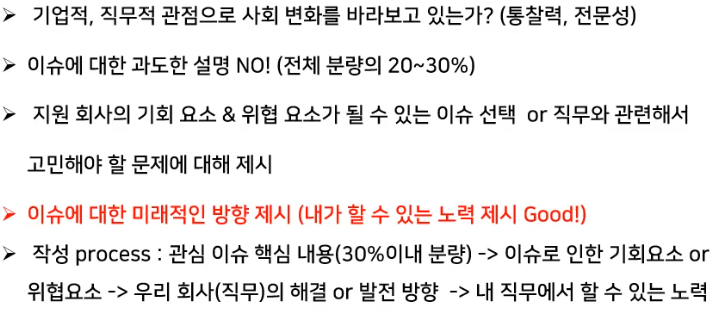 ➢ 기업적, 직무적 관점으로 사회 변화를 바라보고 있는가? (통찰력, 전문성)
➢ 이슈에 대한 과도한 설명 NO! (전체 분량의 20~30%)
➢ 지원 회사의 기회 요소 & 위협 요소가 될 수 있는 이슈 선택 or 직무와 관련해서
고민해야 할 문제에 대해 제시
➢ 이슈에 대한 미래적인 방향 제시 (내가 할 수 있는 노력 제시 Good!)
➢ 작성 process : 관심 이슈 핵심 내용(30%이내 분량) -> 이슈로 인한 기회요소 or
위협요소 -> 우리 회사(직무)의 해결 or 발전 방향 -> 내 직무에서 할 수 있는 노력